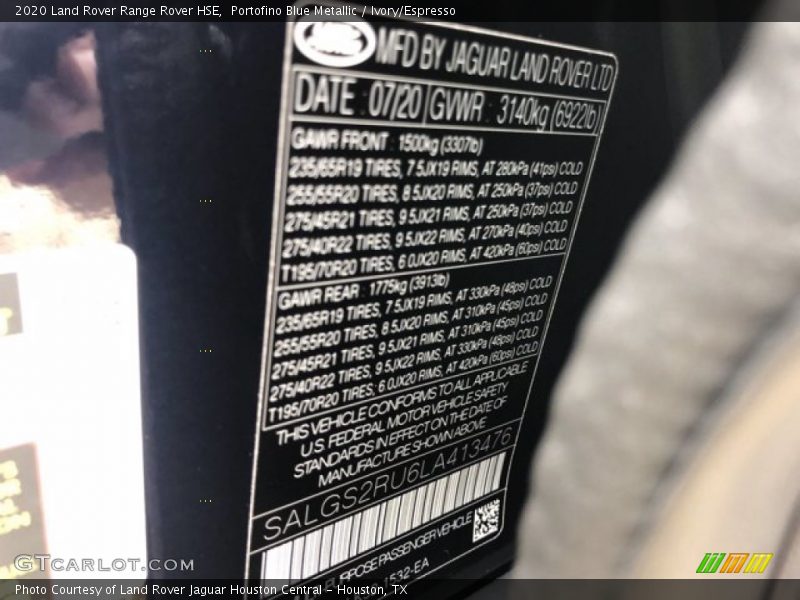 2020 Land Rover Range Rover HSE, Portofino Blue Metallic / Ivory/Espresso
MFD BY JAGUAR LAND ROVER LTD
DATE : 07/20 GVWR : 3140kg (6922lb)
GAWR FRONT : 1500kg (3307lb)
235/65R19 TIRES, 7.5JX19 RIMS, AT 280kPa (41psi) COLD
255/55R20 TIRES, 8.5JX20 RIMS, AT 250kPa (37psi) COLD
275/45R21 TIRES, 9.5JX21 RIMS, AT 250kPa (37psi) COLD
275/40R22 TIRES, 9.5JX22 RIMS, AT 270kPa (40psi) COLD
T195/70R20 TIRES, 6.0JX20 RIMS, AT 420kPa (60psi) COLD
GAWR REAR : 1775kg (3913lb)
235/65R19 TIRES, 7.5JX19 RIMS, AT 330kPa (48psi) COLD
255/55R20 TIRES, 8.5JX20 RIMS, AT 310kPa (45psi) COLD
275/45R21 TIRES, 9.5JX21 RIMS, AT 310kPa (45psi) COLD
275/40R22 TIRES, 9.5JX22 RIMS, AT 330kPa (48psi) COLD
T195/70R20 TIRES, 6.0JX20 RIMS, AT 420kPa (60psi) COLD
THIS VEHICLE CONFORMS TO ALL APPLICABLE
U.S. FEDERAL MOTOR VEHICLE SAFETY
STANDARDS IN EFFECT ON THE DATE OF
MANUFACTURE SHOWN ABOVE
SALGS2RU6LA413476
PURPOSE PASSENGER VEHICLE
1532-EA
GTCARLOT.COM
Photo Courtesy of Land Rover Jaguar Houston Central - Houston, TX